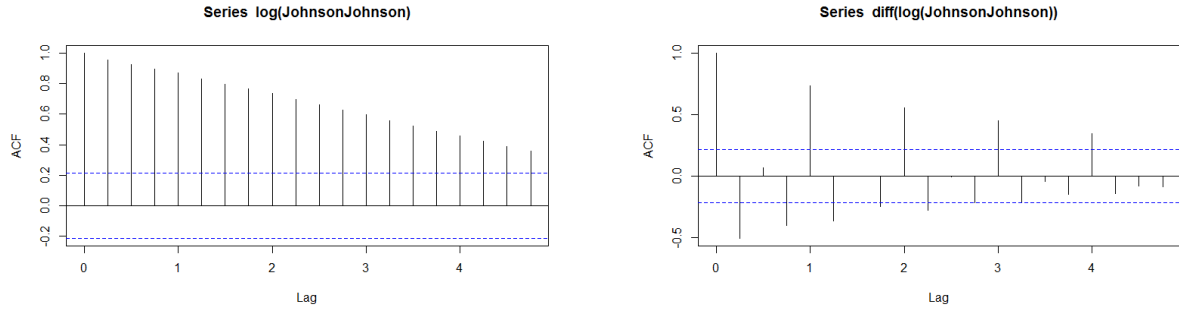 Series log(JohnsonJohnson)
ACF
1.0
0.8
0.6
0.4
0.2
0.0
-0.2
0 1 2 3 4
Lag
Series diff(log(JohnsonJohnson))
ACF
1.0
0.5
0.0
-0.5
0 1 2 3 4
Lag